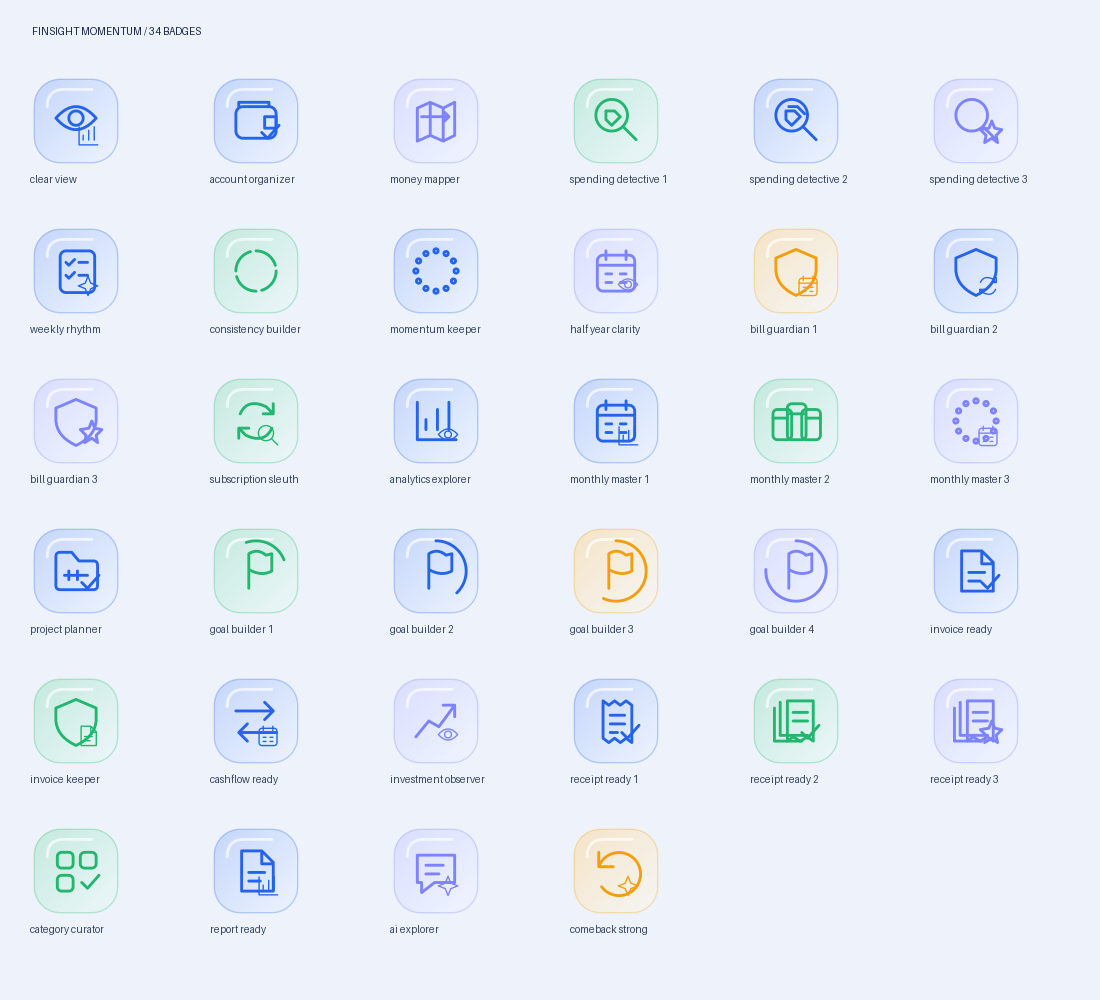 FINSIGHT MOMENTUM / 34 BADGES
clear view
account organizer
money mapper
spending detective 1
spending detective 2
spending detective 3
weekly rhythm
consistency builder
momentum keeper
half year clarity
bill guardian 1
bill guardian 2
bill guardian 3
subscription sleuth
analytics explorer
monthly master 1
monthly master 2
monthly master 3
project planner
goal builder 1
goal builder 2
goal builder 3
goal builder 4
invoice ready
invoice keeper
cashflow ready
investment observer
receipt ready 1
receipt ready 2
receipt ready 3
category curator
report ready
ai explorer
comeback strong